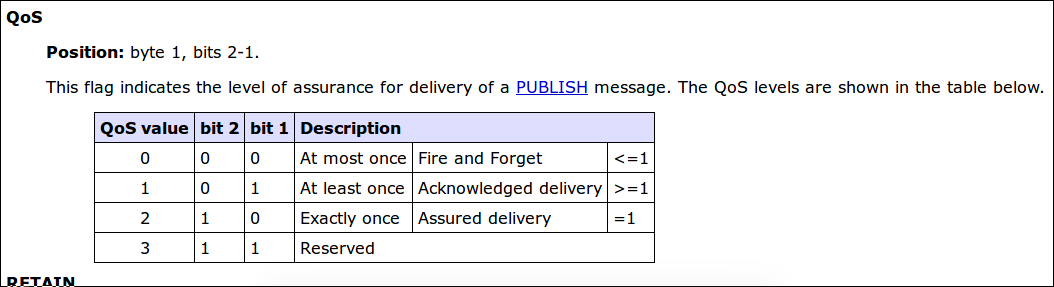 QoS
Position: byte 1, bits 2-1.
This flag indicates the level of assurance for delivery of a PUBLISH message. The QoS levels are shown in the table below.
QoS value bit 2 bit 1 Description
0 0 0 At most once Fire and Forget <=1
1 0 1 At least once Acknowledged delivery >=1
2 1 0 Exactly once Assured delivery =1
3 1 1 Reserved
RETAIN